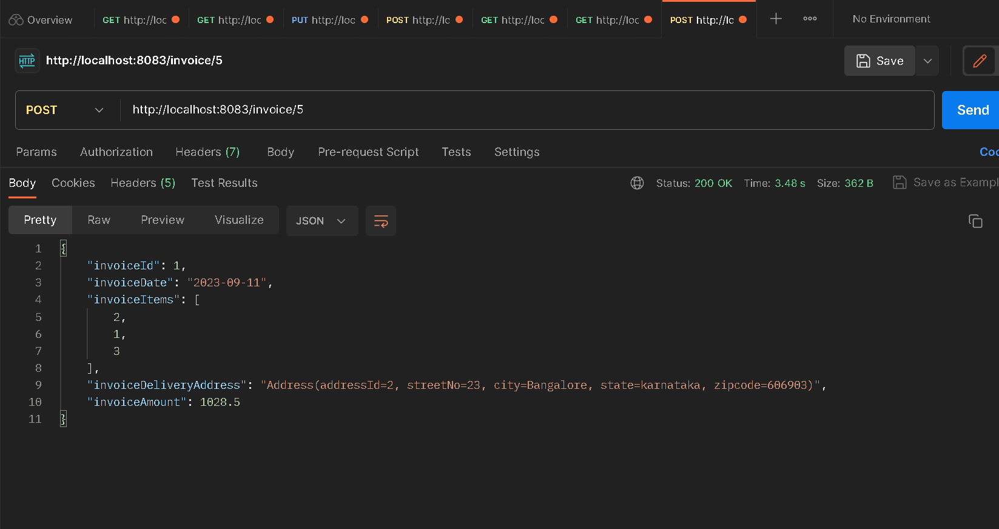 Overview GET http://loc GET http://loc PUT http://loc POST http://lc GET http://loc GET http://loc POST http://lc No Environment
HTTP http://localhost:8083/invoice/5 Save
POST http://localhost:8083/invoice/5 Send
Params Authorization Headers (7) Body Pre-request Script Tests Settings Coo
Body Cookies Headers (5) Test Results Status: 200 OK Time: 3.48 s Size: 362 B Save as Exampl
Pretty Raw Preview Visualize JSON
1 {
2 "invoiceId": 1,
3 "invoiceDate": "2023-09-11",
4 "invoiceItems": [
5 2,
6 1,
7 3
8 ],
9 "invoiceDeliveryAddress": "Address(addressId=2, streetNo=23, city=Bangalore, state=karnataka, zipcode=606903)",
10 "invoiceAmount": 1028.5
11 }